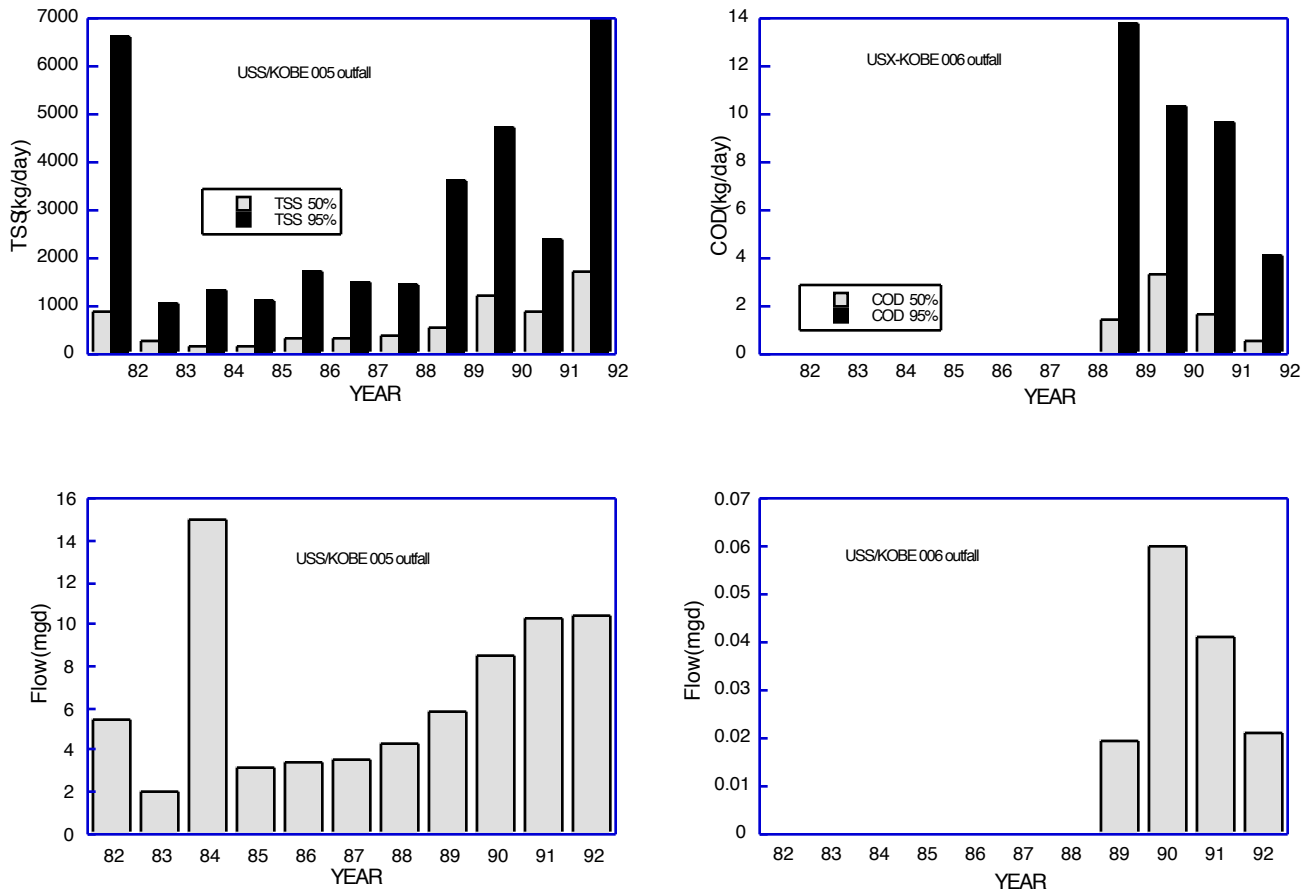 7000
6000
5000
4000
3000
2000
1000
0
TSS(kg/day)
USS/KOBE 005 outfall
TSS 50%
TSS 95%
82 83 84 85 86 87 88 89 90 91 92
YEAR
14
12
10
8
6
4
2
0
COD(kg/day)
USX-KOBE 006 outfall
COD 50%
COD 95%
82 83 84 85 86 87 88 89 90 91 92
YEAR
16
14
12
10
8
6
4
2
0
Flow(mgd)
USS/KOBE 005 outfall
82 83 84 85 86 87 88 89 90 91 92
YEAR
0.07
0.06
0.05
0.04
0.03
0.02
0.01
0
Flow(mgd)
USS/KOBE 006 outfall
82 83 84 85 86 87 88 89 90 91 92
YEAR